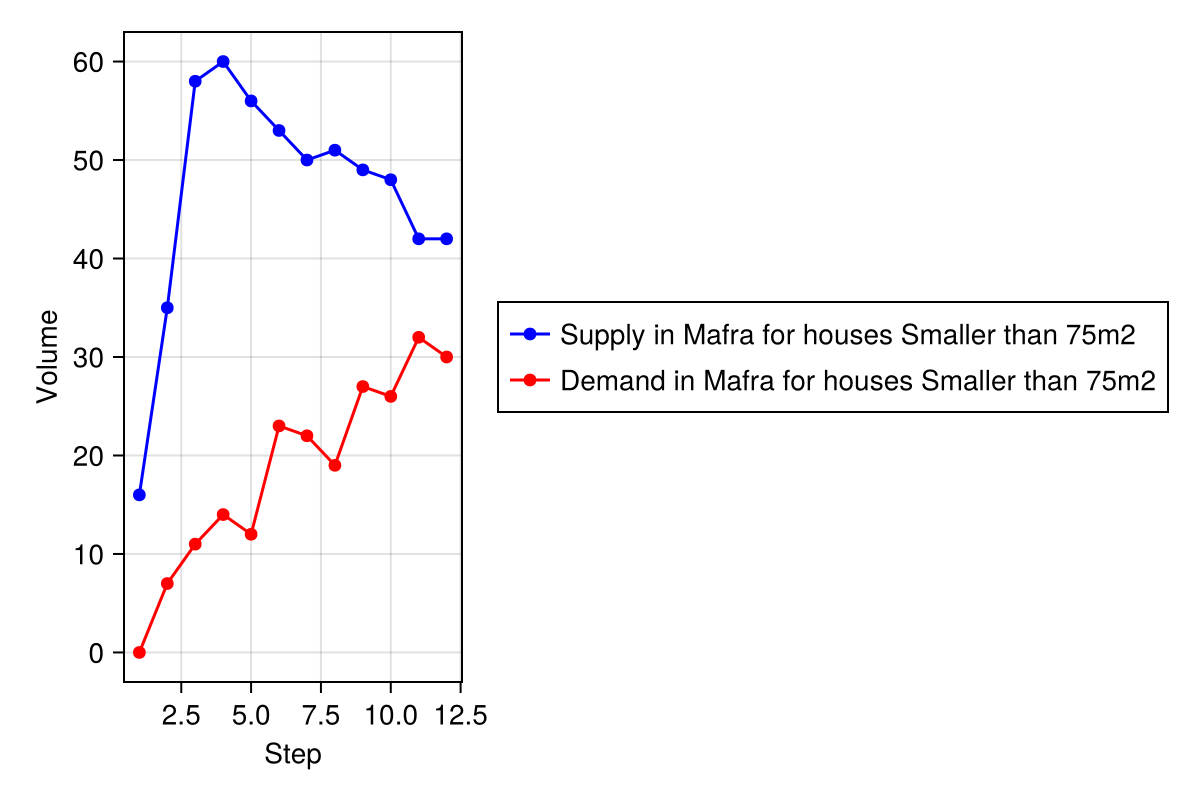 60
50
40
30
20
10
0
Volume
2.5 5.0 7.5 10.0 12.5
Step
Supply in Mafra for houses Smaller than 75m2
Demand in Mafra for houses Smaller than 75m2